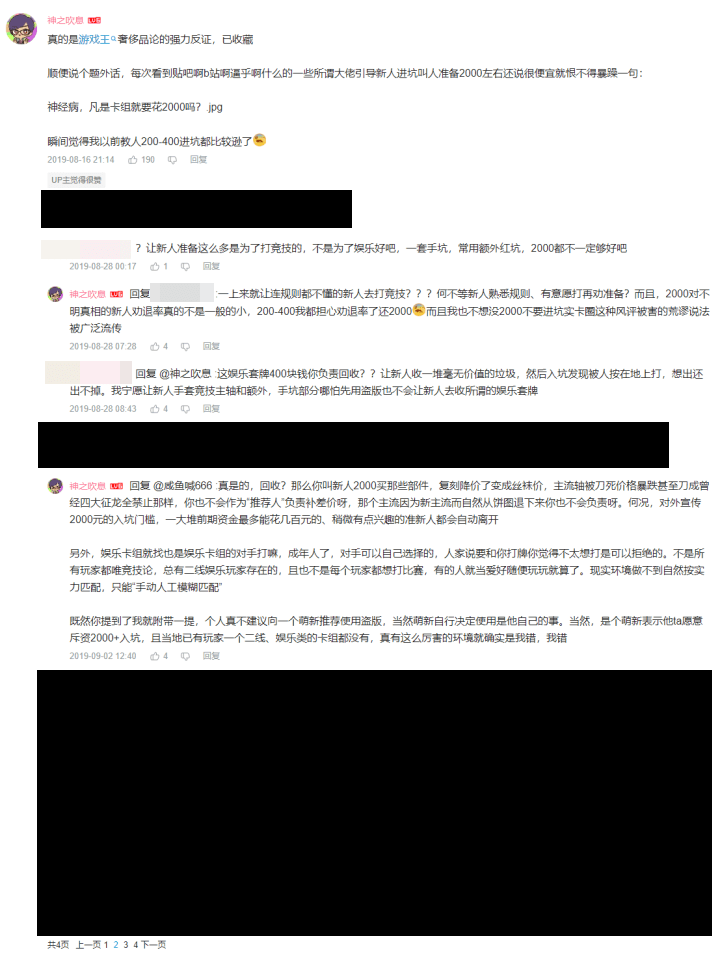 神之吹息 LV6
真的是游戏王奢侈品论的强力反证，已收藏
顺便说个题外话，每次看到贴吧啊b站啊逼乎啊什么的一些所谓大佬引导新人进坑叫人准备2000左右还说很便宜就恨不得暴躁一句：
神经病，凡是卡组就要花2000吗？.jpg
瞬间觉得我以前教人200-400进坑都比较逊了
2019-08-16 21:14 190 回复
UP主觉得很赞
？让新人准备这么多是为了打竞技的，不是为了娱乐好吧，一套手坑，常用额外红坑，2000都不一定够好吧
2019-08-28 00:17 1 回复
神之吹息 LV6 回复 :一上来就让连规则都不懂的新人去打竞技？？？何不等新人熟悉规则、有意愿打再劝准备？而且，2000对不
明真相的新人劝退率真的不是一般的小，200-400我都担心劝退率了还2000而且我也不想没2000不要进坑实卡圈这种风评被害的荒谬说法
被广泛流传
2019-08-28 07:28 4 回复
回复 @神之吹息 :这娱乐套牌400块钱你负责回收？？让新人收一堆毫无价值的垃圾，然后入坑发现被人按在地上打，想出还
出不掉。我宁愿让新人手套竞技主轴和额外，手坑部分哪怕先用盗版也不会让新人去收所谓的娱乐套牌
2019-08-28 08:43 4 回复
神之吹息 LV6 回复 @咸鱼喊666 :真是的，回收？那么你叫新人2000买那些部件，复刻降价了变成丝袜价，主流轴被刀死价格暴跌甚至刀成曾
经四大征龙全禁止那样，你也不会作为“推荐人”负责补差价呀，那个主流因为新主流而自然从饼图退下来你也不会负责呀。何况，对外宣传
2000元的入坑门槛，一大堆前期资金最多能花几百元的、稍微有点兴趣的准新人都会自动离开
另外，娱乐卡组就找也是娱乐卡组的对手打嘛，成年人了，对手可以自己选择的，人家说要和你打牌你觉得不太想打是可以拒绝的。不是所
有玩家都唯竞技论，总有二线娱乐玩家存在的，且也不是每个玩家都想打比赛，有的人就当爱好随便玩玩就算了。现实环境做不到自然按实
力匹配，只能“手动人工模糊匹配”
既然你提到了我就附带一提，个人真不建议向一个萌新推荐使用盗版，当然萌新自行决定使用是他自己的事。当然，是个萌新表示他ta愿意
斥资2000+入坑，且当地已有玩家一个二线、娱乐类的卡组都没有，真有这么厉害的环境就确实是我错，我错
2019-09-02 12:40 4 回复
共4页 上一页 1 2 3 4 下一页